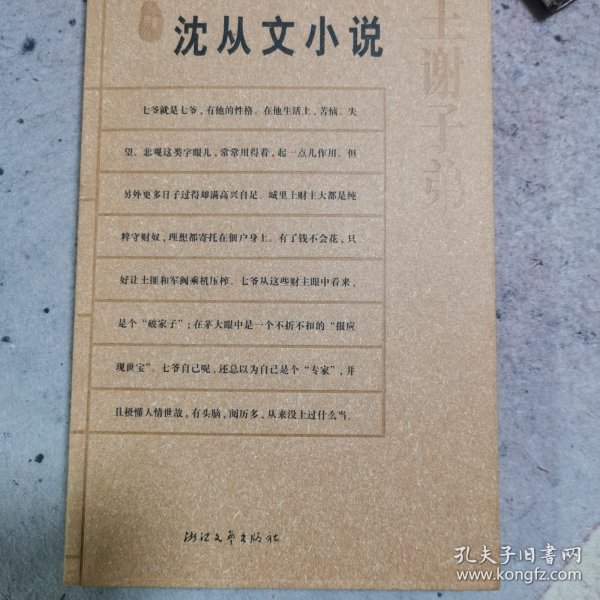 沈从文小说
王谢子弟
七爷就是七爷，有他的性格。在他生活上，苦恼、失
望、悲观这类字眼儿，常常用得着，起一点儿作用。但
另外更多日子过得却满高兴自足。城里上财主大都是纯
粹守财奴，理想都寄托在佃户身上。有了钱不会花，只
好让土匪和军阀乘机压榨。七爷从这些财主眼中看来，
是个“破家子”；在茅大眼中是一个不折不扣的“报应
现世宝”。七爷自己呢，还总以为自己是个“专家”，并
且极懂人情世故，有头脑，阅历多，从来没上过什么当。
浙江文艺出版社
孔夫子旧书网
www.kongfz.com